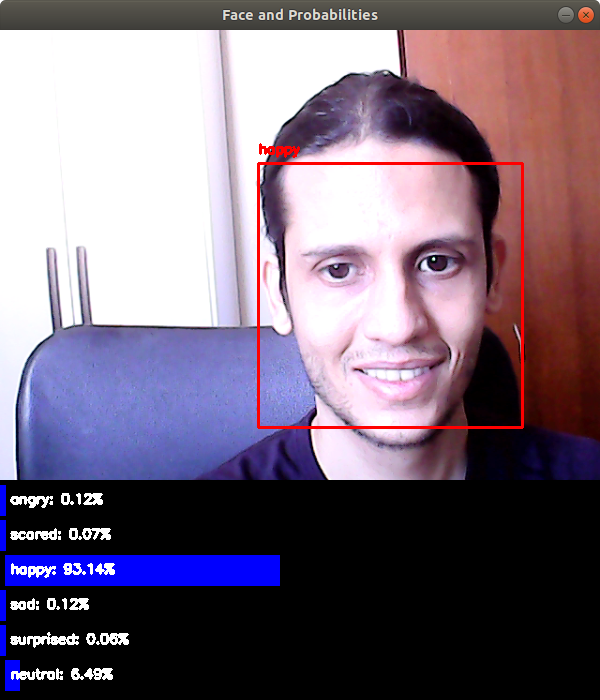 Face and Probabilities
happy
angry: 0.12%
scared: 0.07%
happy: 93.14%
sad: 0.12%
surprised: 0.06%
neutral: 6.49%